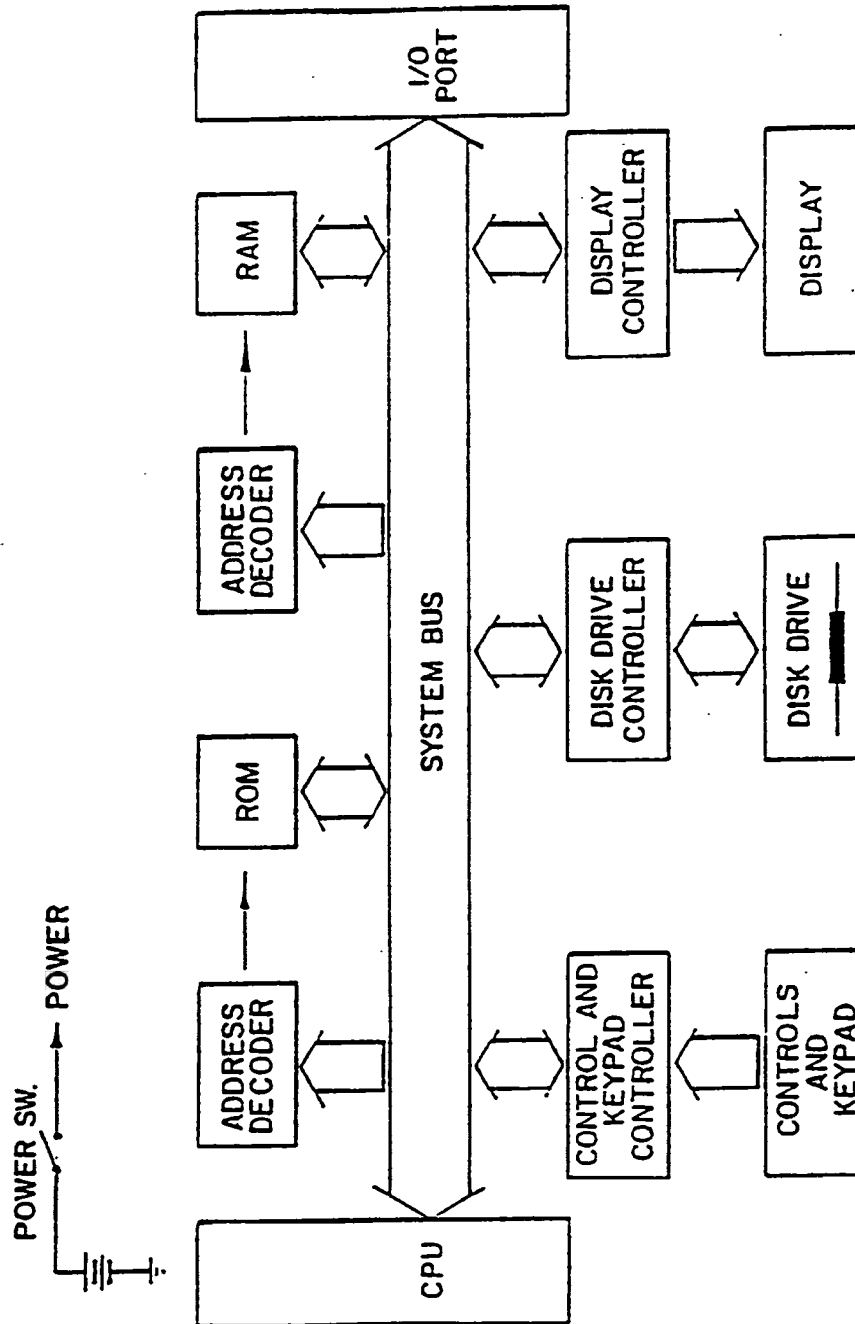 POWER SW.
POWER
ADDRESS
DECODER
ROM
ADDRESS
DECODER
RAM
CPU
SYSTEM BUS
I/O
PORT
CONTROL AND
KEYPAD
CONTROLLER
DISK DRIVE
CONTROLLER
DISPLAY
CONTROLLER
CONTROLS
AND
KEYPAD
DISK DRIVE
DISPLAY